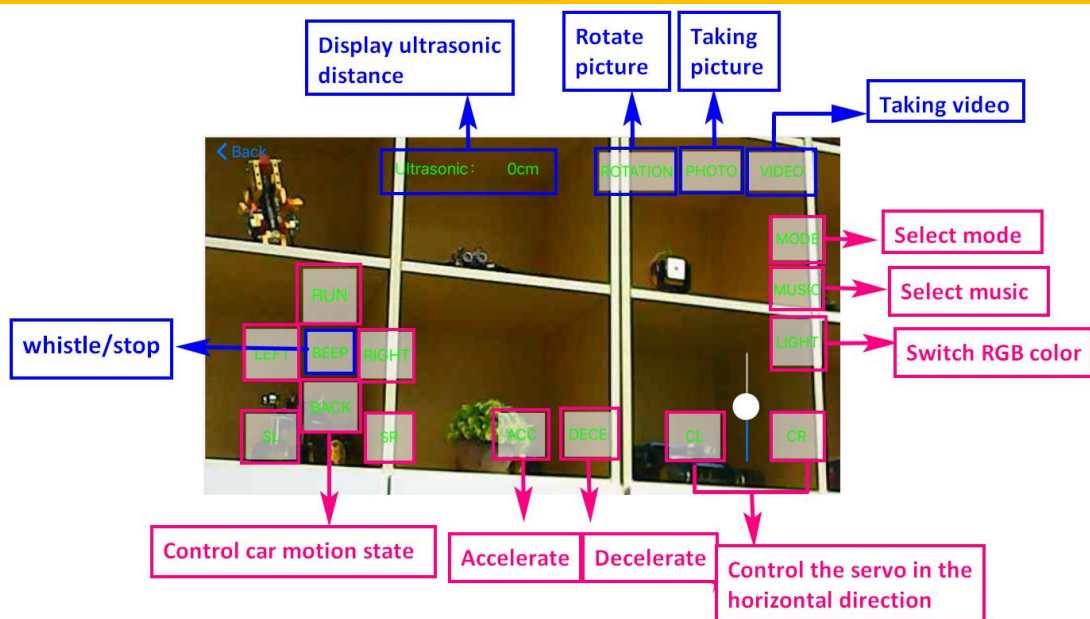 Display ultrasonic
distance
Rotate
picture
Taking
picture
Taking video
Back
Ultrasonic: 0cm
ROTATION
PHOTO
VIDEO
MODE
Select mode
RUN
MUSIC
Select music
whistle/stop
LEFT
BEEP
RIGHT
LIGHT
Switch RGB color
BACK
SL
SR
ACC
DECE
CL
CR
Control car motion state
Accelerate
Decelerate
Control the servo in the
horizontal direction